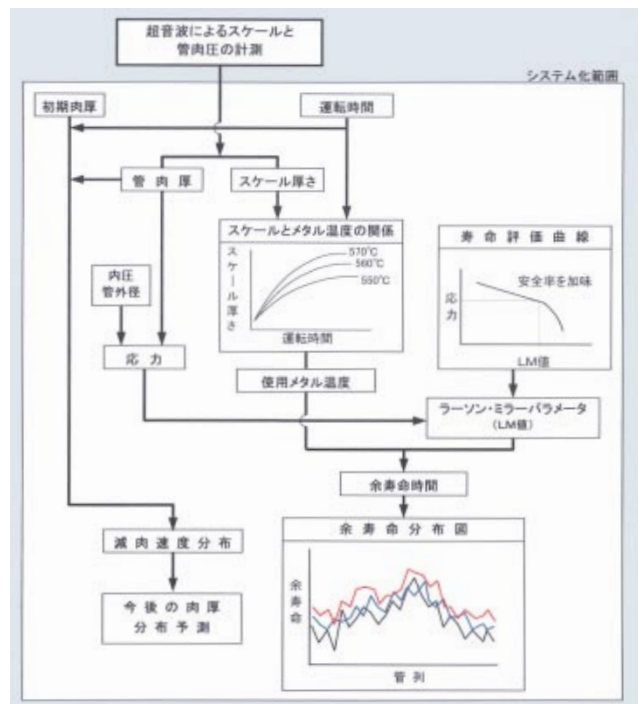 超音波によるスケールと
管肉圧の計測
システム化範囲
初期肉厚
運転時間
管肉厚
スケール厚さ
スケールとメタル温度の関係
スケール厚さ
570℃
560℃
550℃
運転時間
寿命評価曲線
応力
安全率を加味
LM値
内圧
管外径
応力
使用メタル温度
ラーソン・ミラーパラメータ
(LM値)
余寿命時間
減肉速度分布
今後の肉厚
分布予測
余寿命分布図
余寿命
管列